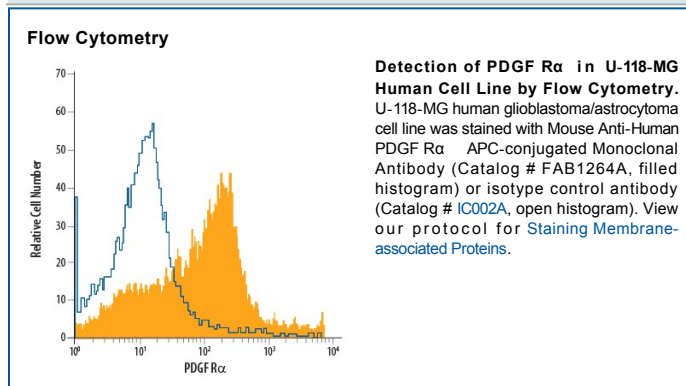 Flow Cytometry
70
60
50
40
30
20
10
0
Relative Cell Number
10⁰ 10¹ 10² 10³ 10⁴
PDGF Rα
Detection of PDGF Rα in U-118-MG
Human Cell Line by Flow Cytometry.
U-118-MG human glioblastoma/astrocytoma
cell line was stained with Mouse Anti-Human
PDGF Rα APC-conjugated Monoclonal
Antibody (Catalog # FAB1264A, filled
histogram) or isotype control antibody
(Catalog # IC002A, open histogram). View
our protocol for Staining Membrane-
associated Proteins.